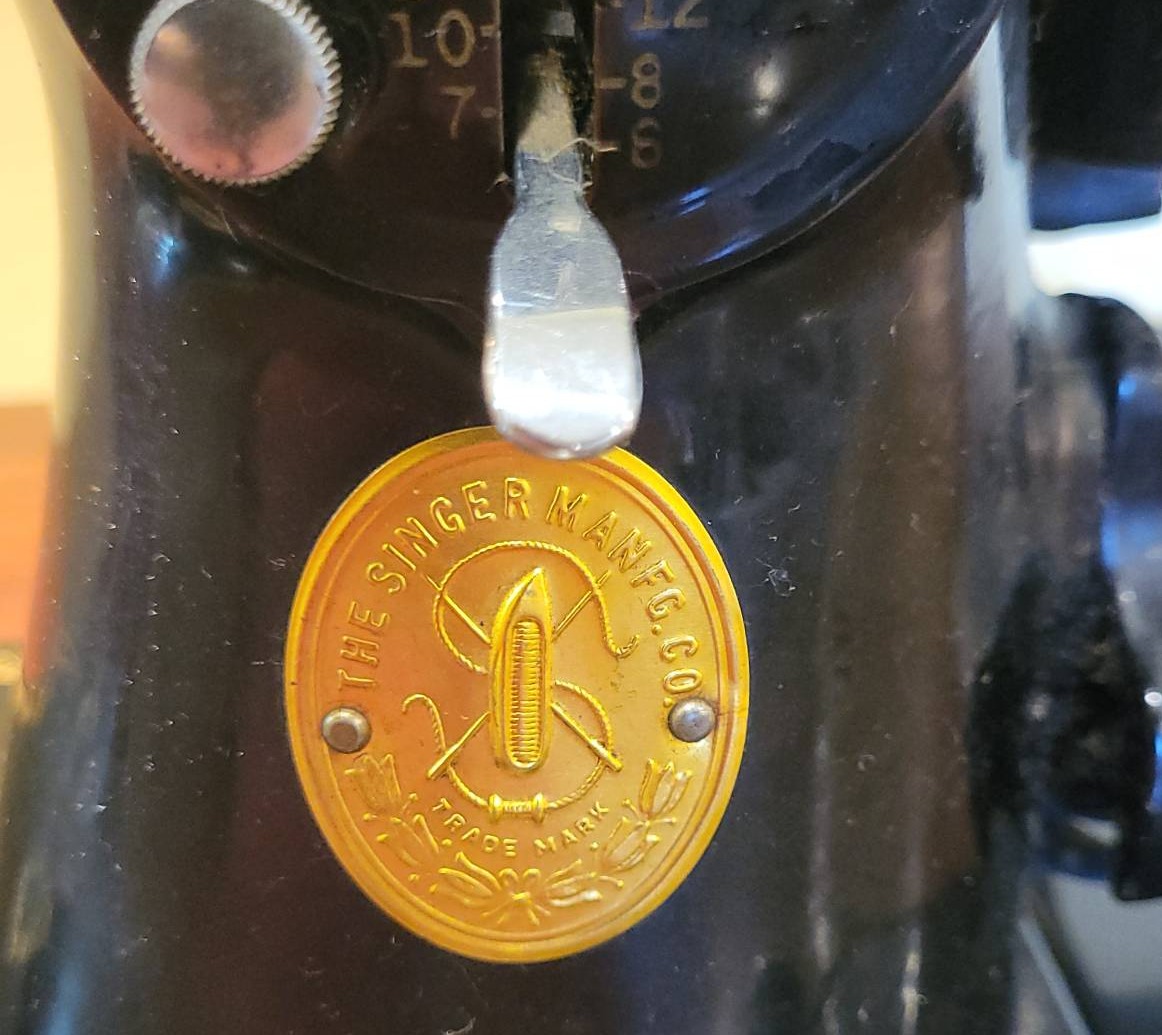 10- -12
7- -8
-6
THE SINGER MANFG. CO.
TRADE MARK